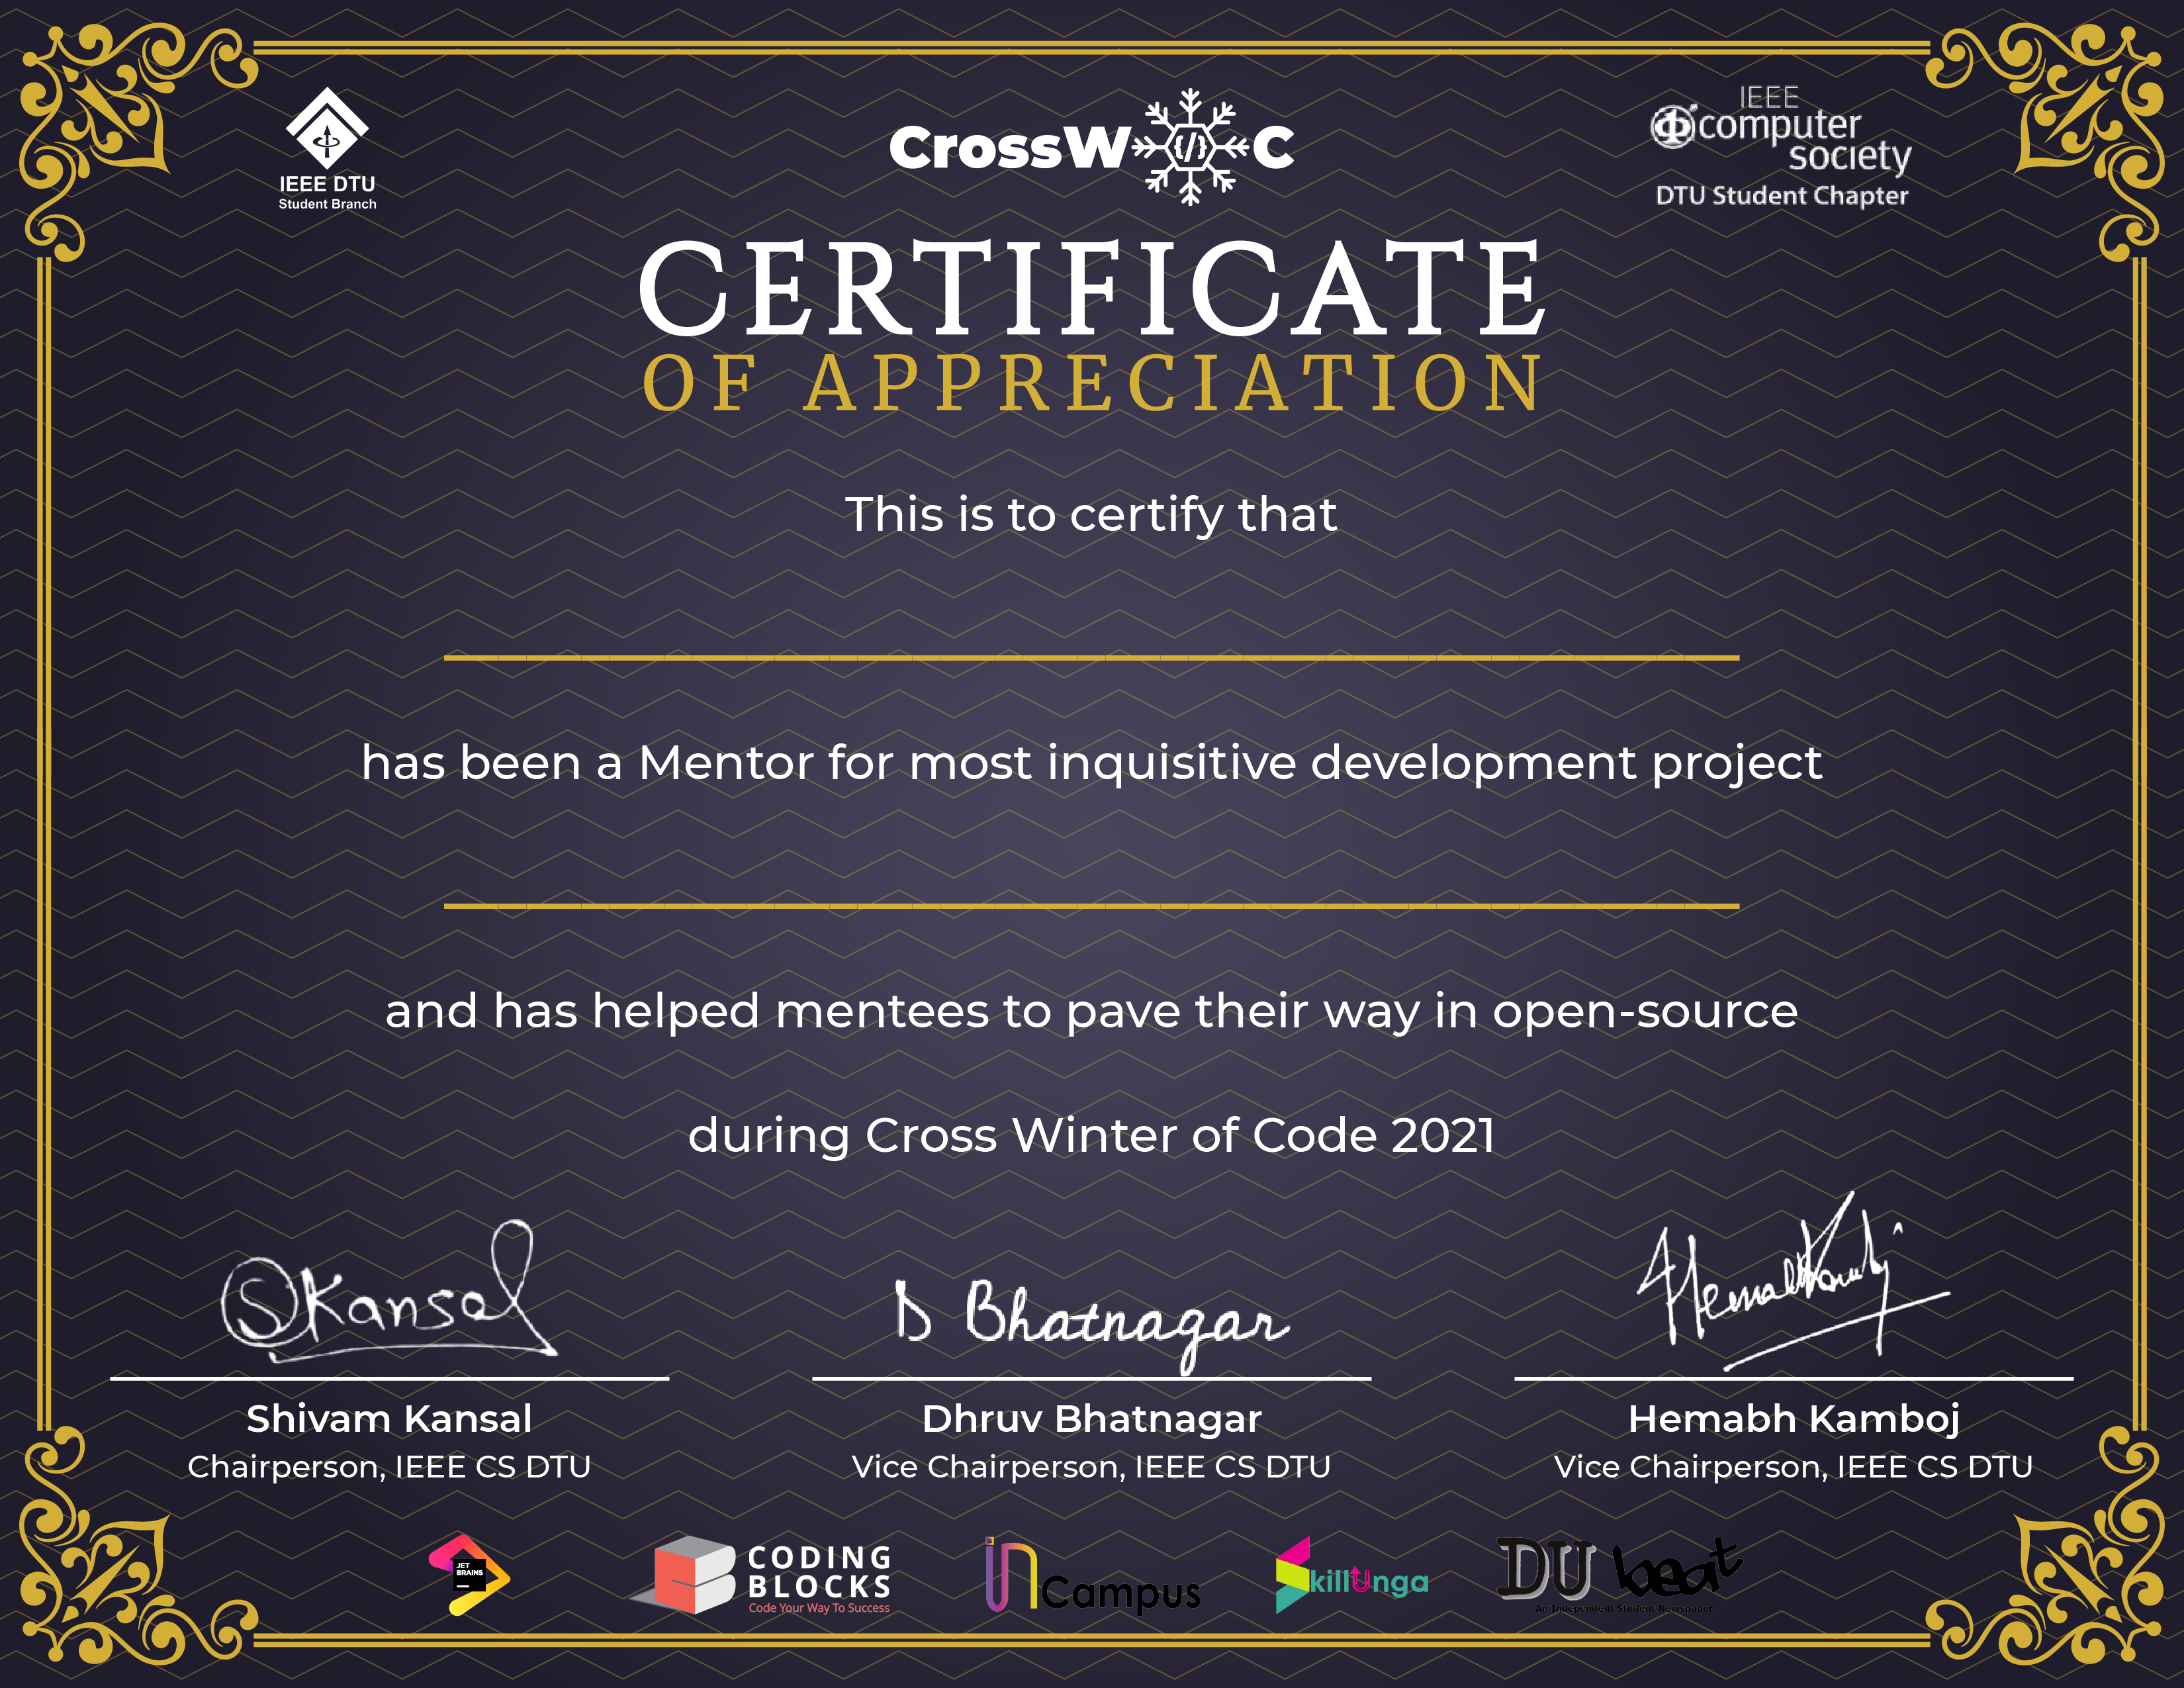 IEEE DTU
Student Branch
CrossW C
{/}
IEEE
computer
society
DTU Student Chapter
CERTIFICATE
OF APPRECIATION
This is to certify that
has been a Mentor for most inquisitive development project
and has helped mentees to pave their way in open-source
during Cross Winter of Code 2021
SKansal
D Bhatnagar
HemabhKamboj
Shivam Kansal
Dhruv Bhatnagar
Hemabh Kamboj
Chairperson, IEEE CS DTU
Vice Chairperson, IEEE CS DTU
Vice Chairperson, IEEE CS DTU
JET
BRAINS
CODING
BLOCKS
Code Your Way To Success
in Campus
SkillUnga
DU beat
An Independent Student Newspaper